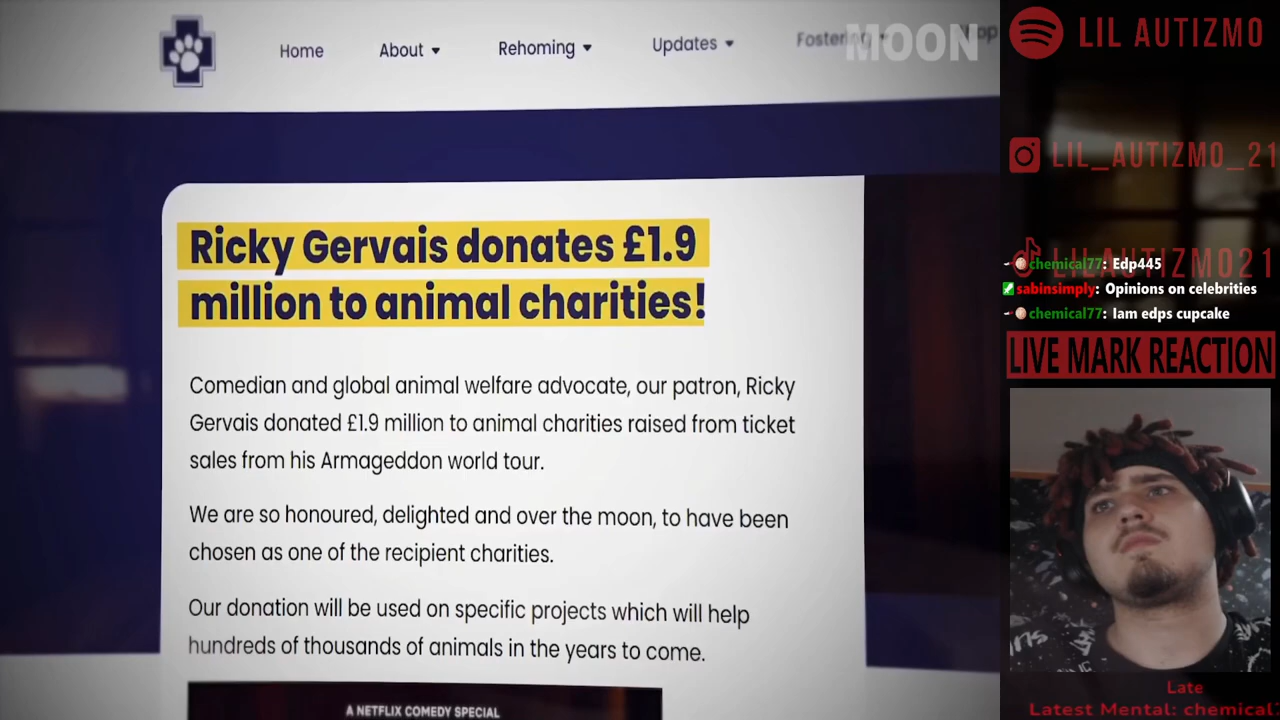 Home About Rehoming Updates Fostering
MOON
Ricky Gervais donates £1.9
million to animal charities!
Comedian and global animal welfare advocate, our patron, Ricky
Gervais donated £1.9 million to animal charities raised from ticket
sales from his Armageddon world tour.
We are so honoured, delighted and over the moon, to have been
chosen as one of the recipient charities.
Our donation will be used on specific projects which will help
hundreds of thousands of animals in the years to come.
A NETFLIX COMEDY SPECIAL
LIL AUTIZMO
LIL_AUTIZMO_21
LILAUTIZMO21
chemical77: Edp445
sabinsimply: Opinions on celebrities
chemical77: Iam edps cupcake
LIVE MARK REACTION
Late
Latest Mental: chemical